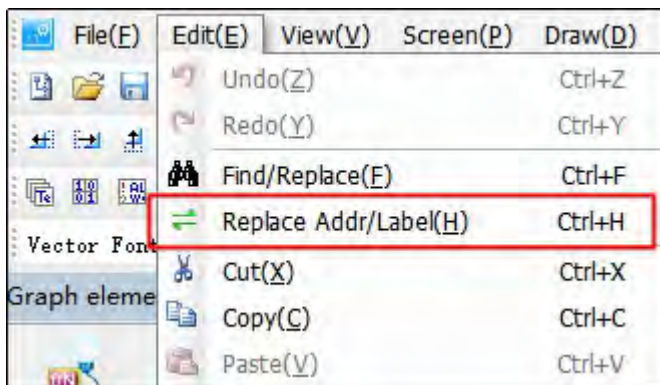 File(F) Edit(E) View(V) Screen(P) Draw(D)
Undo(Z) Ctrl+Z
Redo(Y) Ctrl+Y
Find/Replace(F) Ctrl+F
Replace Addr/Label(H) Ctrl+H
Vector Font
Cut(X) Ctrl+X
Graph eleme
Copy(C) Ctrl+C
Paste(V) Ctrl+V